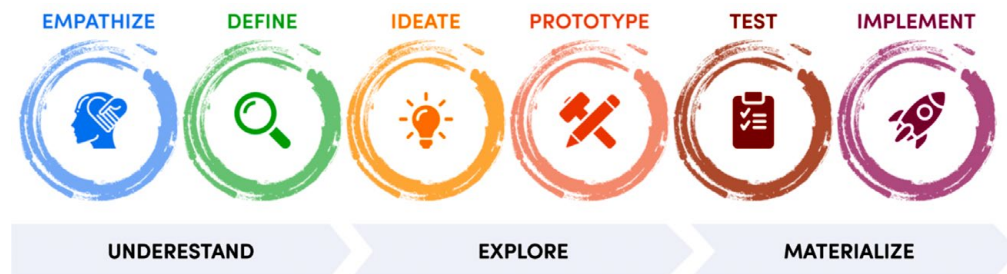 EMPATHIZE DEFINE IDEATE PROTOTYPE TEST IMPLEMENT
UNDERESTAND EXPLORE MATERIALIZE